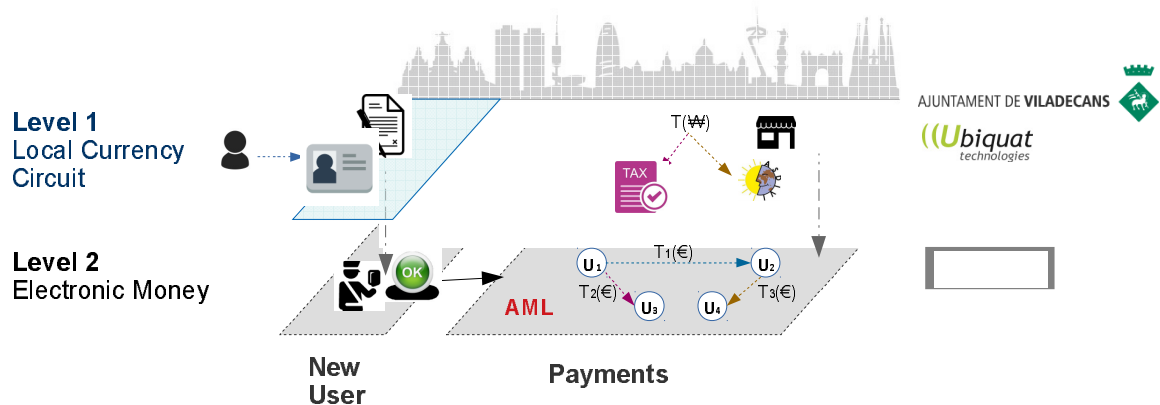 Level 1
Local Currency
Circuit
T(₩)
TAX
AJUNTAMENT DE VILADECANS
Ubiquat
technologies
Level 2
Electronic Money
OK
AML
U1
T1(€)
U2
T2(€)
T3(€)
U3
U4
New
User
Payments